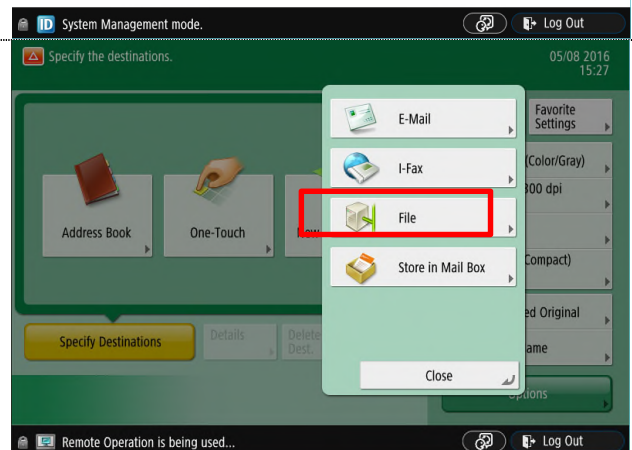 ID System Management mode.
Log Out
Specify the destinations.
05/08 2016
15:27
E-Mail
I-Fax
File
Store in Mail Box
Close
Favorite
Settings
(Color/Gray)
300 dpi
Compact)
ed Original
ame
Options
Address Book
One-Touch
New
Specify Destinations
Details
Delete
Dest.
Remote Operation is being used...
Log Out